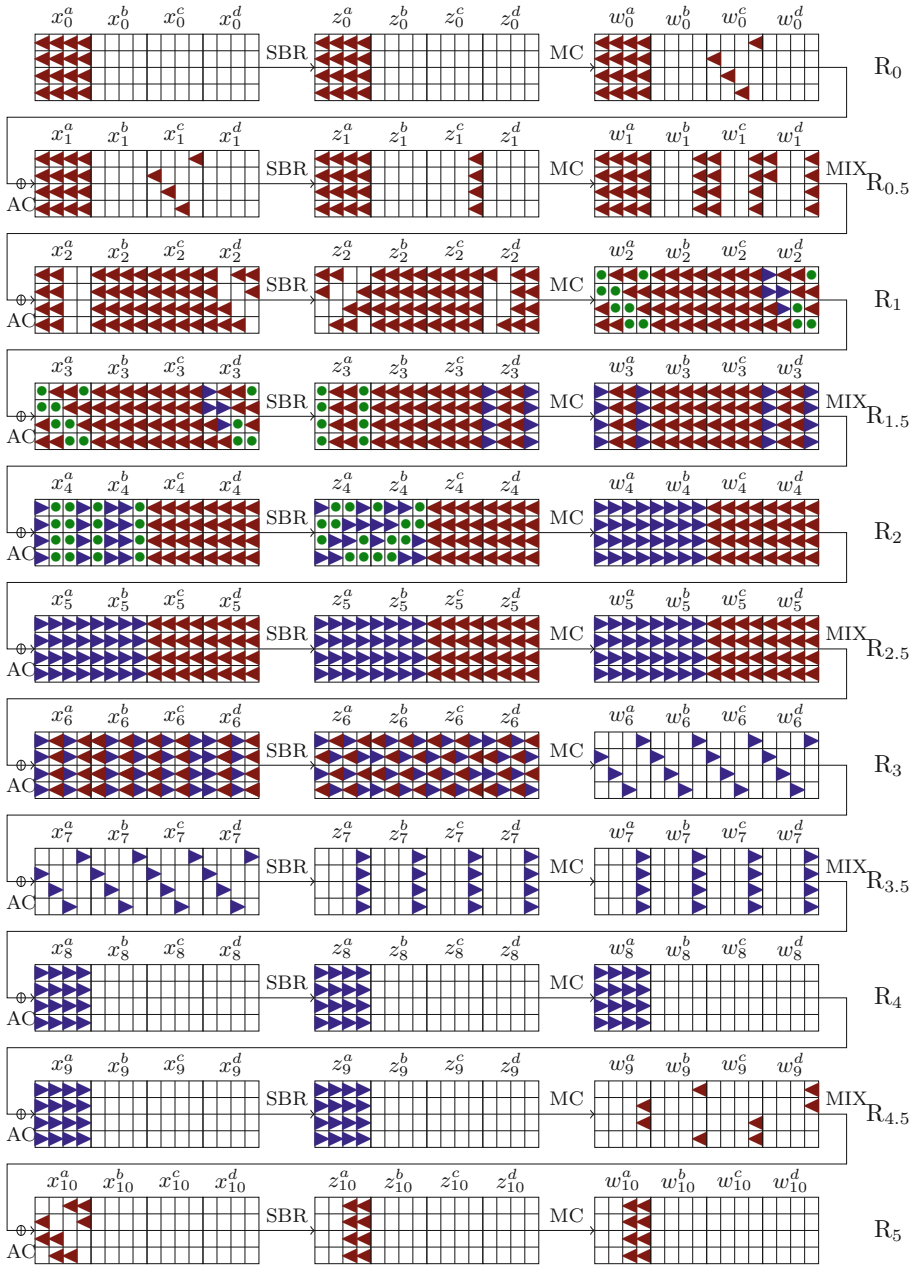 x_0^a x_0^b x_0^c x_0^d z_0^a z_0^b z_0^c z_0^d w_0^a w_0^b w_0^c w_0^d
SBR MC R_0
x_1^a x_1^b x_1^c x_1^d z_1^a z_1^b z_1^c z_1^d w_1^a w_1^b w_1^c w_1^d
AC SBR MC MIX R_{0.5}
x_2^a x_2^b x_2^c x_2^d z_2^a z_2^b z_2^c z_2^d w_2^a w_2^b w_2^c w_2^d
AC SBR MC R_1
x_3^a x_3^b x_3^c x_3^d z_3^a z_3^b z_3^c z_3^d w_3^a w_3^b w_3^c w_3^d
AC SBR MC MIX R_{1.5}
x_4^a x_4^b x_4^c x_4^d z_4^a z_4^b z_4^c z_4^d w_4^a w_4^b w_4^c w_4^d
AC SBR MC R_2
x_5^a x_5^b x_5^c x_5^d z_5^a z_5^b z_5^c z_5^d w_5^a w_5^b w_5^c w_5^d
AC SBR MC MIX R_{2.5}
x_6^a x_6^b x_6^c x_6^d z_6^a z_6^b z_6^c z_6^d w_6^a w_6^b w_6^c w_6^d
AC SBR MC R_3
x_7^a x_7^b x_7^c x_7^d z_7^a z_7^b z_7^c z_7^d w_7^a w_7^b w_7^c w_7^d
AC SBR MC MIX R_{3.5}
x_8^a x_8^b x_8^c x_8^d z_8^a z_8^b z_8^c z_8^d w_8^a w_8^b w_8^c w_8^d
AC SBR MC R_4
x_9^a x_9^b x_9^c x_9^d z_9^a z_9^b z_9^c z_9^d w_9^a w_9^b w_9^c w_9^d
AC SBR MC MIX R_{4.5}
x_{10}^a x_{10}^b x_{10}^c x_{10}^d z_{10}^a z_{10}^b z_{10}^c z_{10}^d w_{10}^a w_{10}^b w_{10}^c w_{10}^d
AC SBR MC R_5